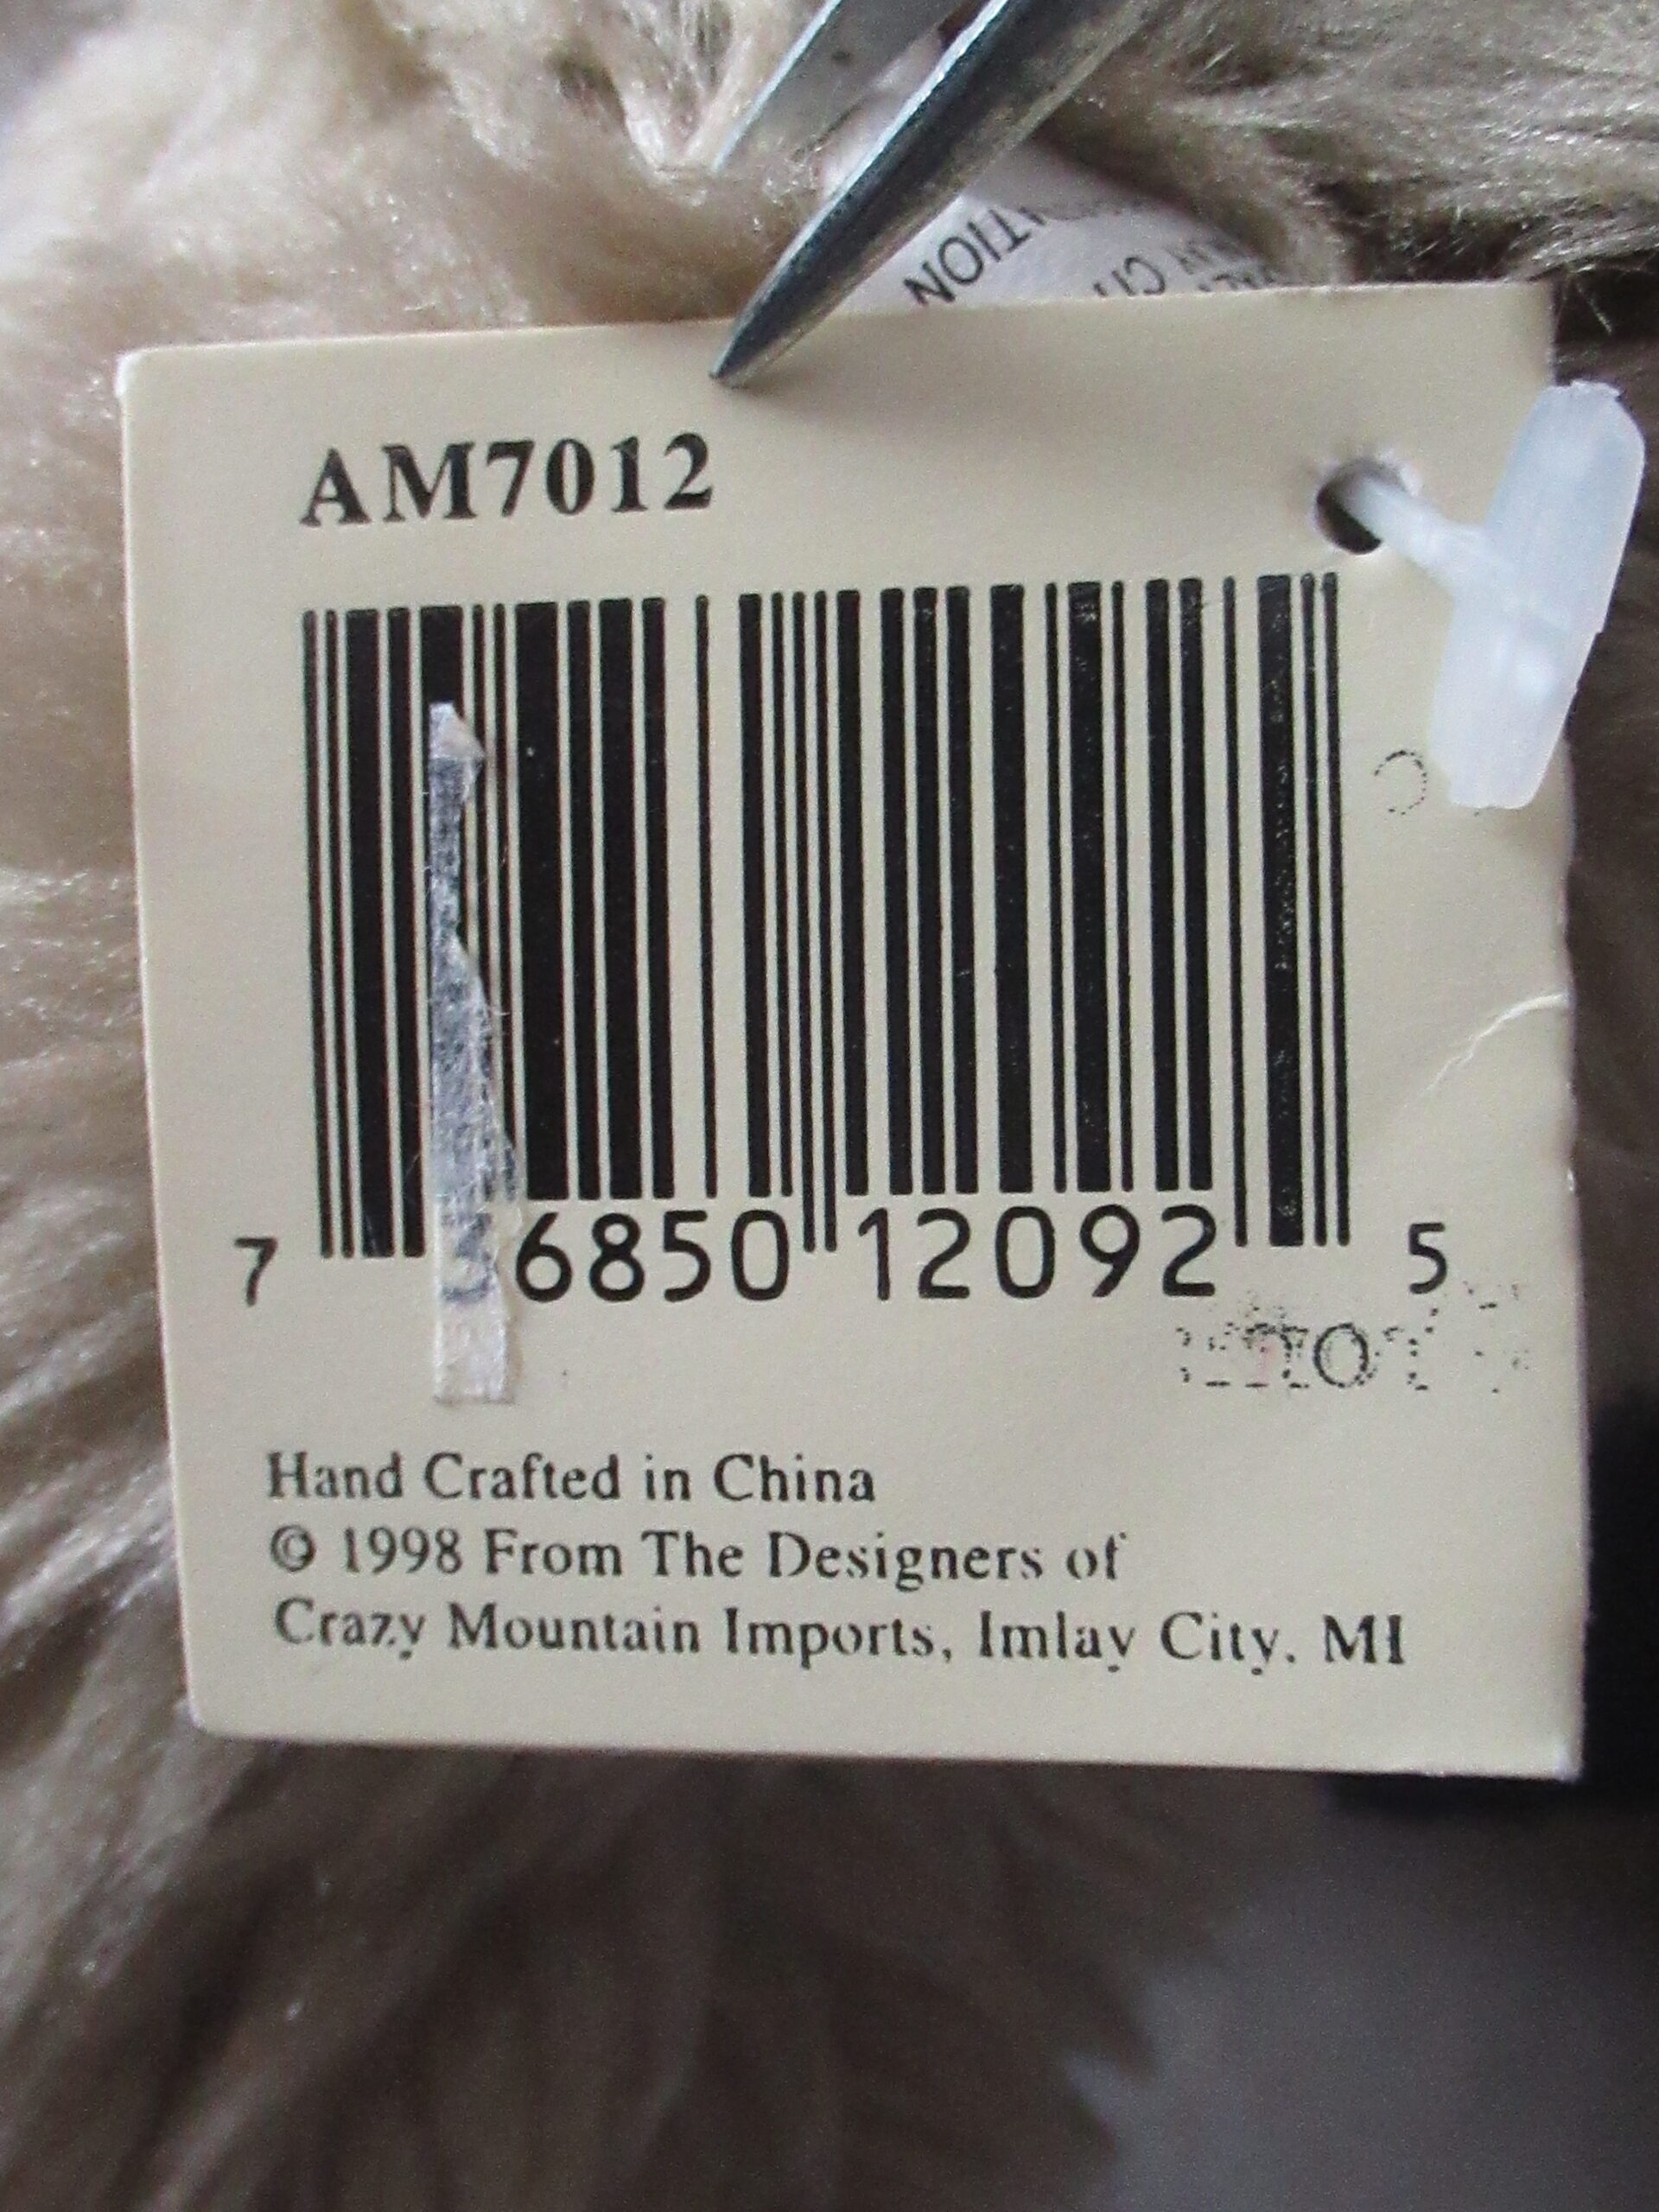 AM7012
7 36850 12092 5
Hand Crafted in China
© 1998 From The Designers of
Crazy Mountain Imports, Imlay City, MI